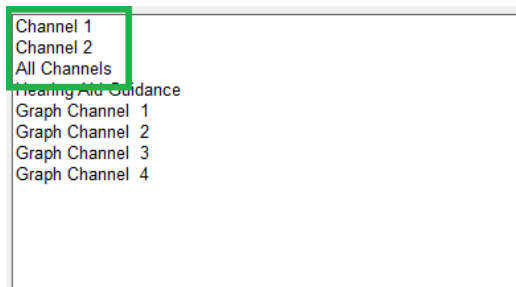 Channel 1
Channel 2
All Channels
Hearing Aid Guidance
Graph Channel 1
Graph Channel 2
Graph Channel 3
Graph Channel 4